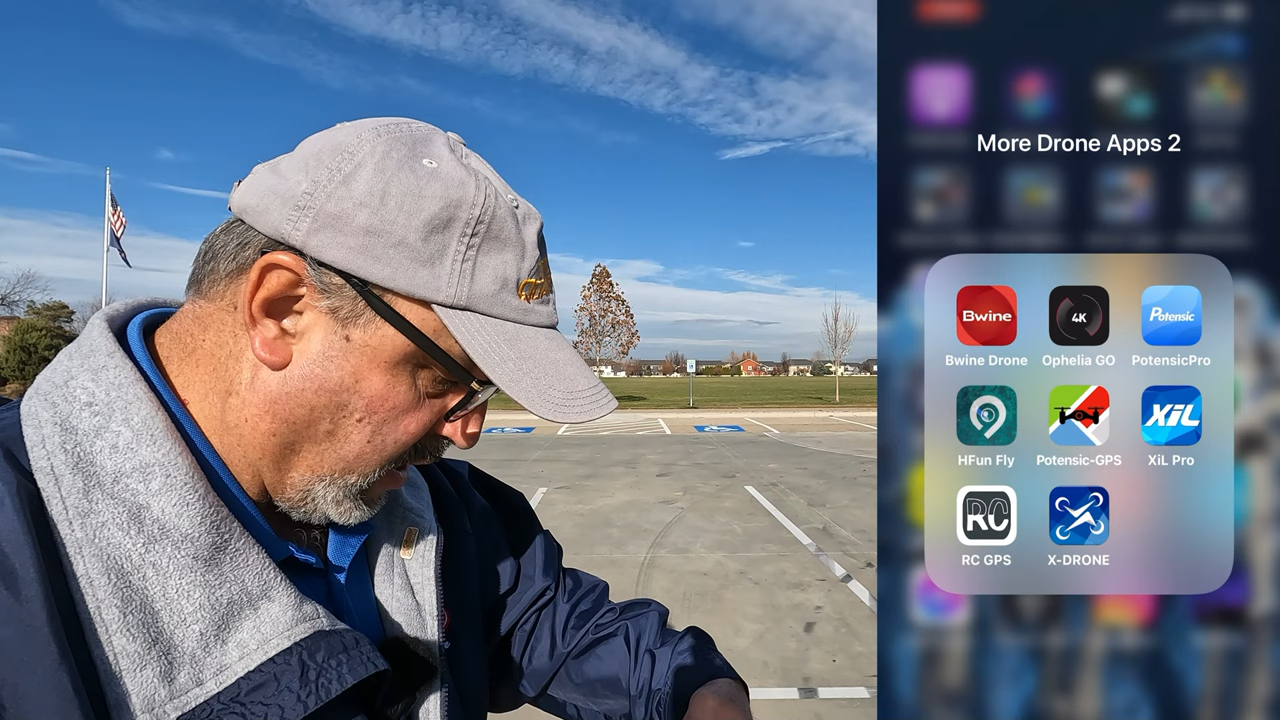 More Drone Apps 2
Bwine
4K
Potensic
Bwine Drone
Ophelia GO
PotensicPro
XiL
HFun Fly
Potensic-GPS
XiL Pro
RC
RC GPS
X-DRONE